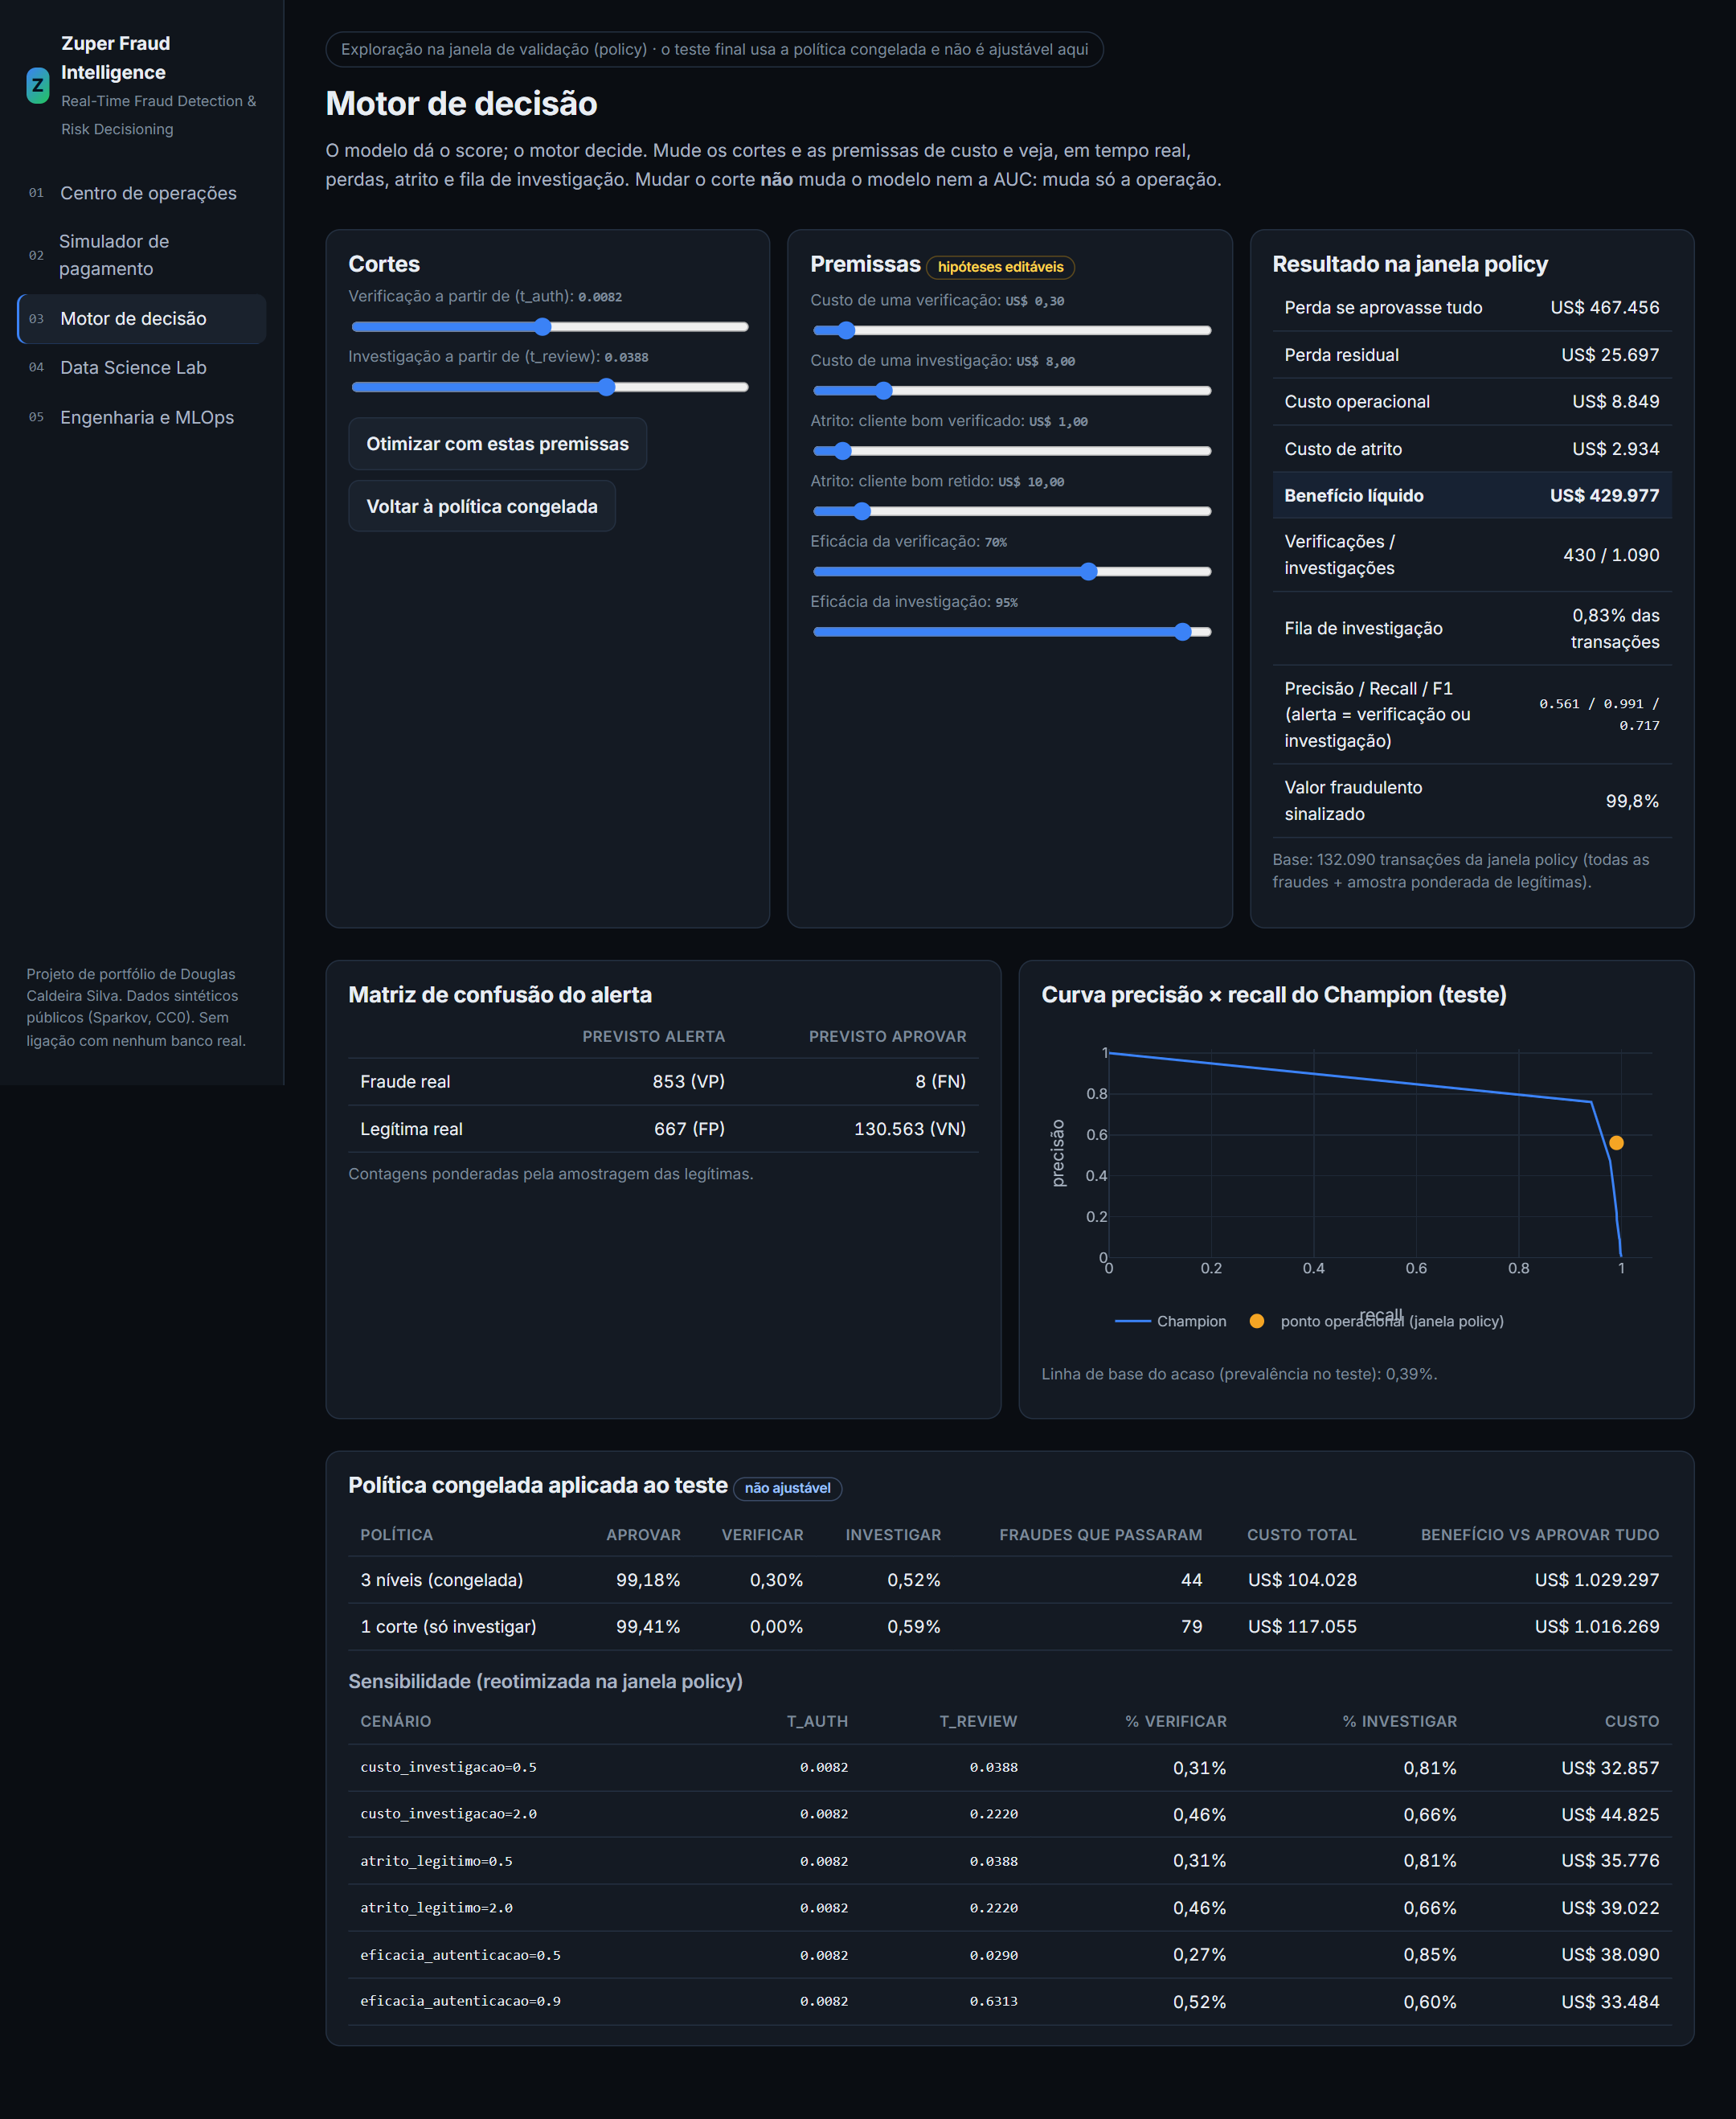 Z
Zuper Fraud
Intelligence
Real-Time Fraud Detection &
Risk Decisioning
01 Centro de operações
02 Simulador de
pagamento
03 Motor de decisão
04 Data Science Lab
05 Engenharia e MLOps
Projeto de portfólio de Douglas
Caldeira Silva. Dados sintéticos
públicos (Sparkov, CC0). Sem
ligação com nenhum banco real.
Exploração na janela de validação (policy) · o teste final usa a política congelada e não é ajustável aqui
Motor de decisão
O modelo dá o score; o motor decide. Mude os cortes e as premissas de custo e veja, em tempo real,
perdas, atrito e fila de investigação. Mudar o corte não muda o modelo nem a AUC: muda só a operação.
Cortes
Verificação a partir de (t_auth): 0.0082
Investigação a partir de (t_review): 0.0388
Otimizar com estas premissas
Voltar à política congelada
Premissas hipóteses editáveis
Custo de uma verificação: US$ 0,30
Custo de uma investigação: US$ 8,00
Atrito: cliente bom verificado: US$ 1,00
Atrito: cliente bom retido: US$ 10,00
Eficácia da verificação: 70%
Eficácia da investigação: 95%
Resultado na janela policy
Perda se aprovasse tudo US$ 467.456
Perda residual US$ 25.697
Custo operacional US$ 8.849
Custo de atrito US$ 2.934
Benefício líquido US$ 429.977
Verificações /
investigações 430 / 1.090
Fila de investigação 0,83% das
transações
Precisão / Recall / F1
(alerta = verificação ou
investigação) 0.561 / 0.991 /
0.717
Valor fraudulento
sinalizado 99,8%
Base: 132.090 transações da janela policy (todas as
fraudes + amostra ponderada de legítimas).
Matriz de confusão do alerta
PREVISTO ALERTA PREVISTO APROVAR
Fraude real 853 (VP) 8 (FN)
Legítima real 667 (FP) 130.563 (VN)
Contagens ponderadas pela amostragem das legítimas.
Curva precisão × recall do Champion (teste)
precisão
1
0.8
0.6
0.4
0.2
0
0 0.2 0.4 0.6 0.8 1
recall
Champion ponto operacional (janela policy)
Linha de base do acaso (prevalência no teste): 0,39%.
Política congelada aplicada ao teste não ajustável
POLÍTICA APROVAR VERIFICAR INVESTIGAR FRAUDES QUE PASSARAM CUSTO TOTAL BENEFÍCIO VS APROVAR TUDO
3 níveis (congelada) 99,18% 0,30% 0,52% 44 US$ 104.028 US$ 1.029.297
1 corte (só investigar) 99,41% 0,00% 0,59% 79 US$ 117.055 US$ 1.016.269
Sensibilidade (reotimizada na janela policy)
CENÁRIO T_AUTH T_REVIEW % VERIFICAR % INVESTIGAR CUSTO
custo_investigacao=0.5 0.0082 0.0388 0,31% 0,81% US$ 32.857
custo_investigacao=2.0 0.0082 0.2220 0,46% 0,66% US$ 44.825
atrito_legitimo=0.5 0.0082 0.0388 0,31% 0,81% US$ 35.776
atrito_legitimo=2.0 0.0082 0.2220 0,46% 0,66% US$ 39.022
eficacia_autenticacao=0.5 0.0082 0.0290 0,27% 0,85% US$ 38.090
eficacia_autenticacao=0.9 0.0082 0.6313 0,52% 0,60% US$ 33.484